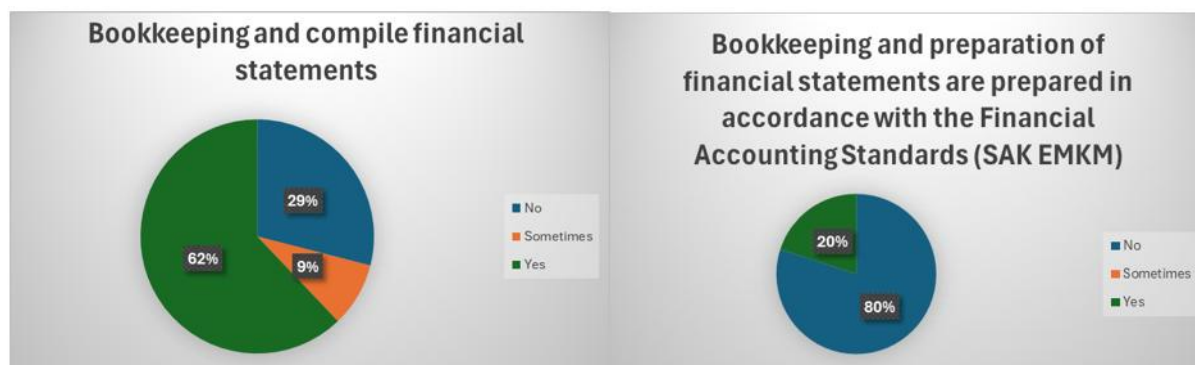 Bookkeeping and compile financial
statements
29%
9%
62%
No
Sometimes
Yes
Bookkeeping and preparation of
financial statements are prepared in
accordance with the Financial
Accounting Standards (SAK EMKM)
20%
80%
No
Sometimes
Yes